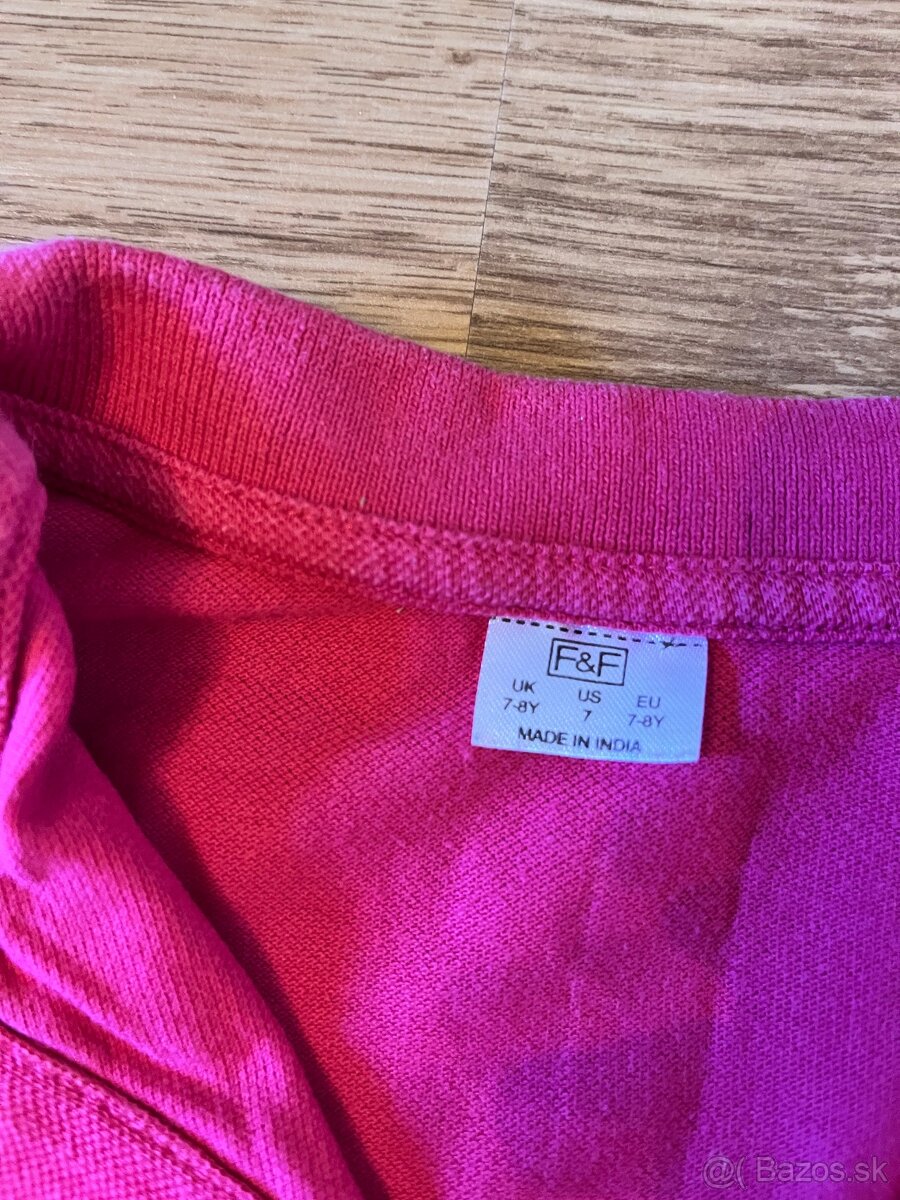 F&F
UK US EU
7-8Y 7 7-8Y
MADE IN INDIA
@( Bazos.sk